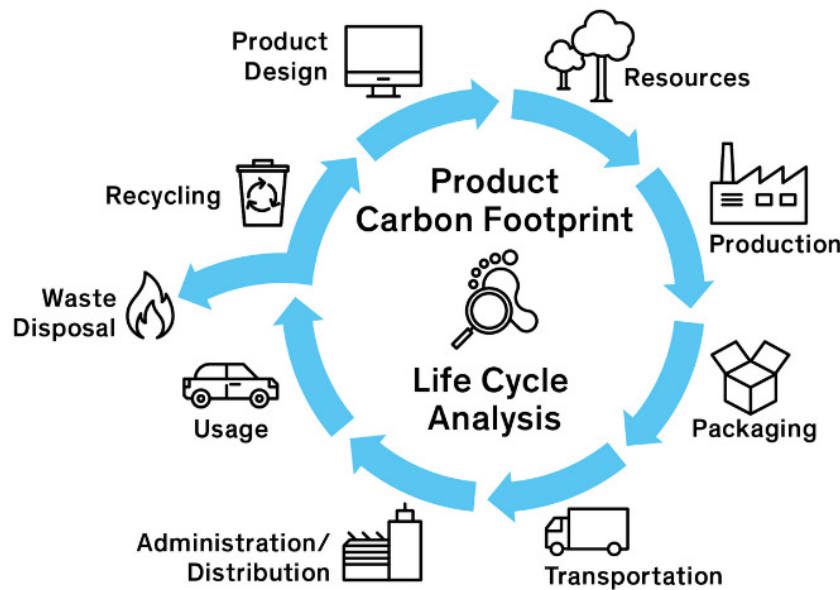 Product
Design
Resources
Product
Carbon Footprint
Recycling
Production
Waste
Disposal
Life Cycle
Analysis
Usage
Packaging
Administration/
Distribution
Transportation